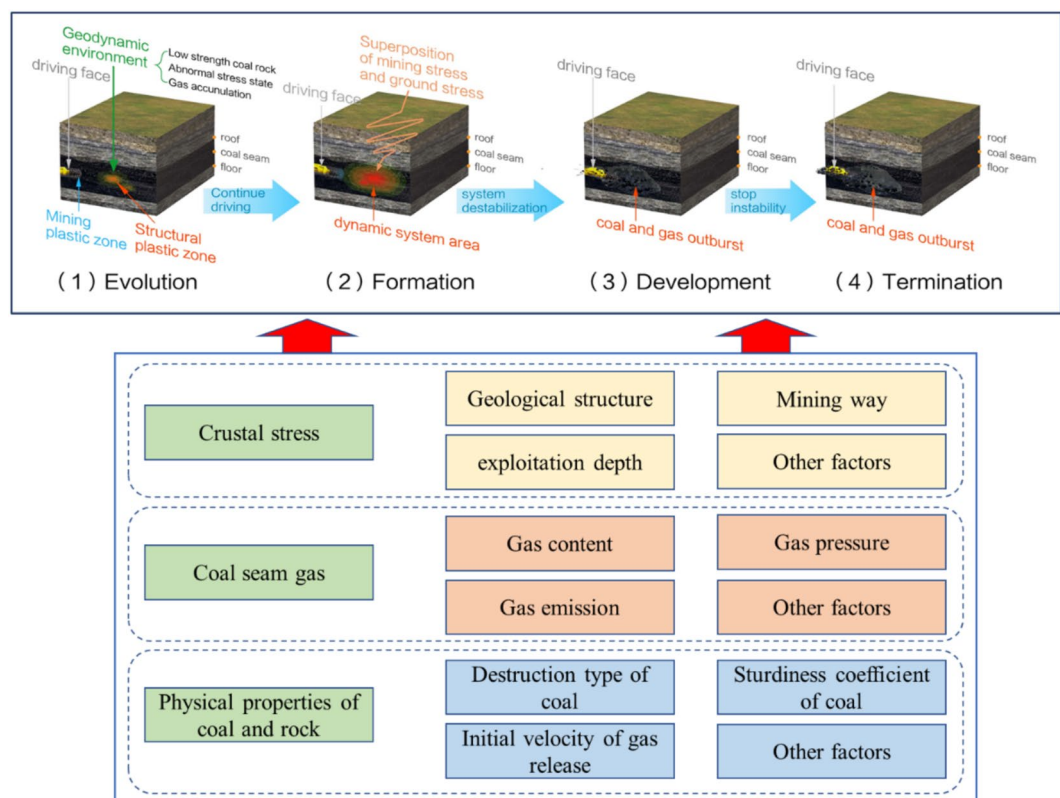 Geodynamic
environment
Low strength coal rock
Abnormal stress state
Gas accunulation
driving face
roof
coal seam
floor
Mining
plastic zone
Structural
plastic zone
Continue
driving
(1) Evolution
Superposition
of mining stress
and ground stress
driving face
roof
coal seam
floor
dynamic system area
system
destabilization
(2) Formation
driving face
roof
coal seam
floor
coal and gas outburst
stop
instability
(3) Development
driving face
roof
coal seam
floor
coal and gas outburst
(4) Termination
Crustal stress
Geological structure
Mining way
exploitation depth
Other factors
Coal seam gas
Gas content
Gas pressure
Gas emission
Other factors
Physical properties of
coal and rock
Destruction type of
coal
Sturdiness coefficient
of coal
Initial velocity of gas
release
Other factors